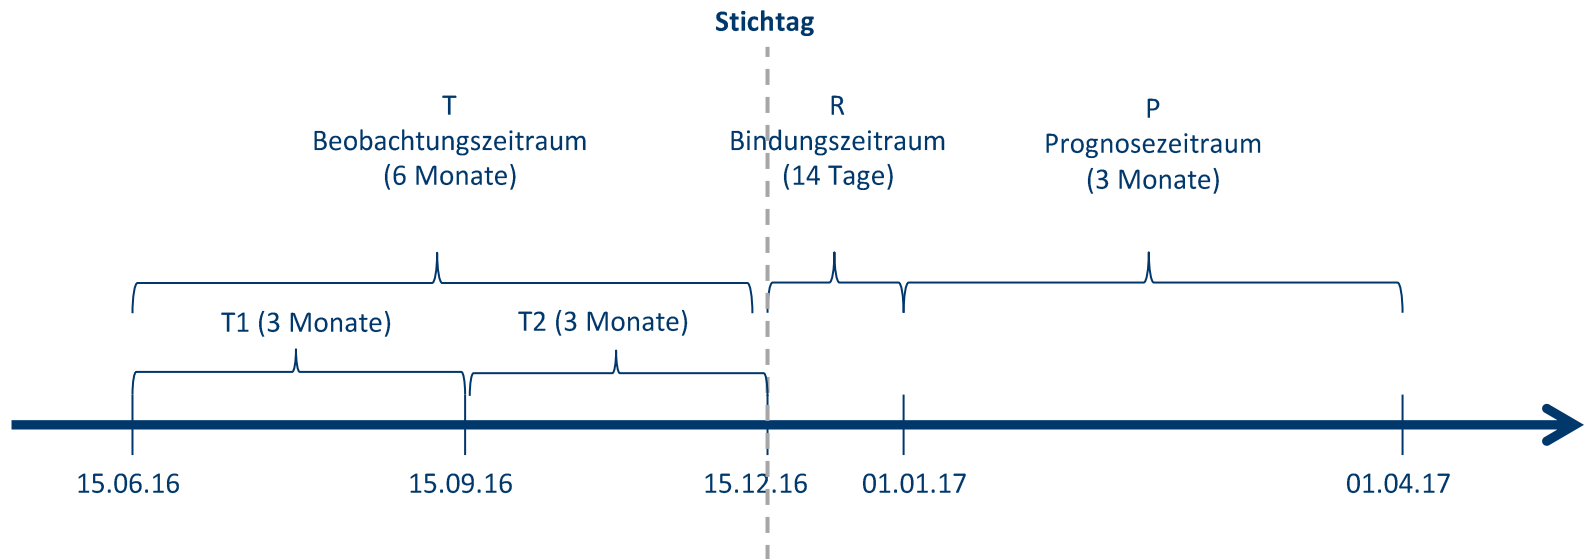 Stichtag
T
Beobachtungszeitraum
(6 Monate)
R
Bindungszeitraum
(14 Tage)
P
Prognosezeitraum
(3 Monate)
T1 (3 Monate)
T2 (3 Monate)
15.06.16
15.09.16
15.12.16
01.01.17
01.04.17